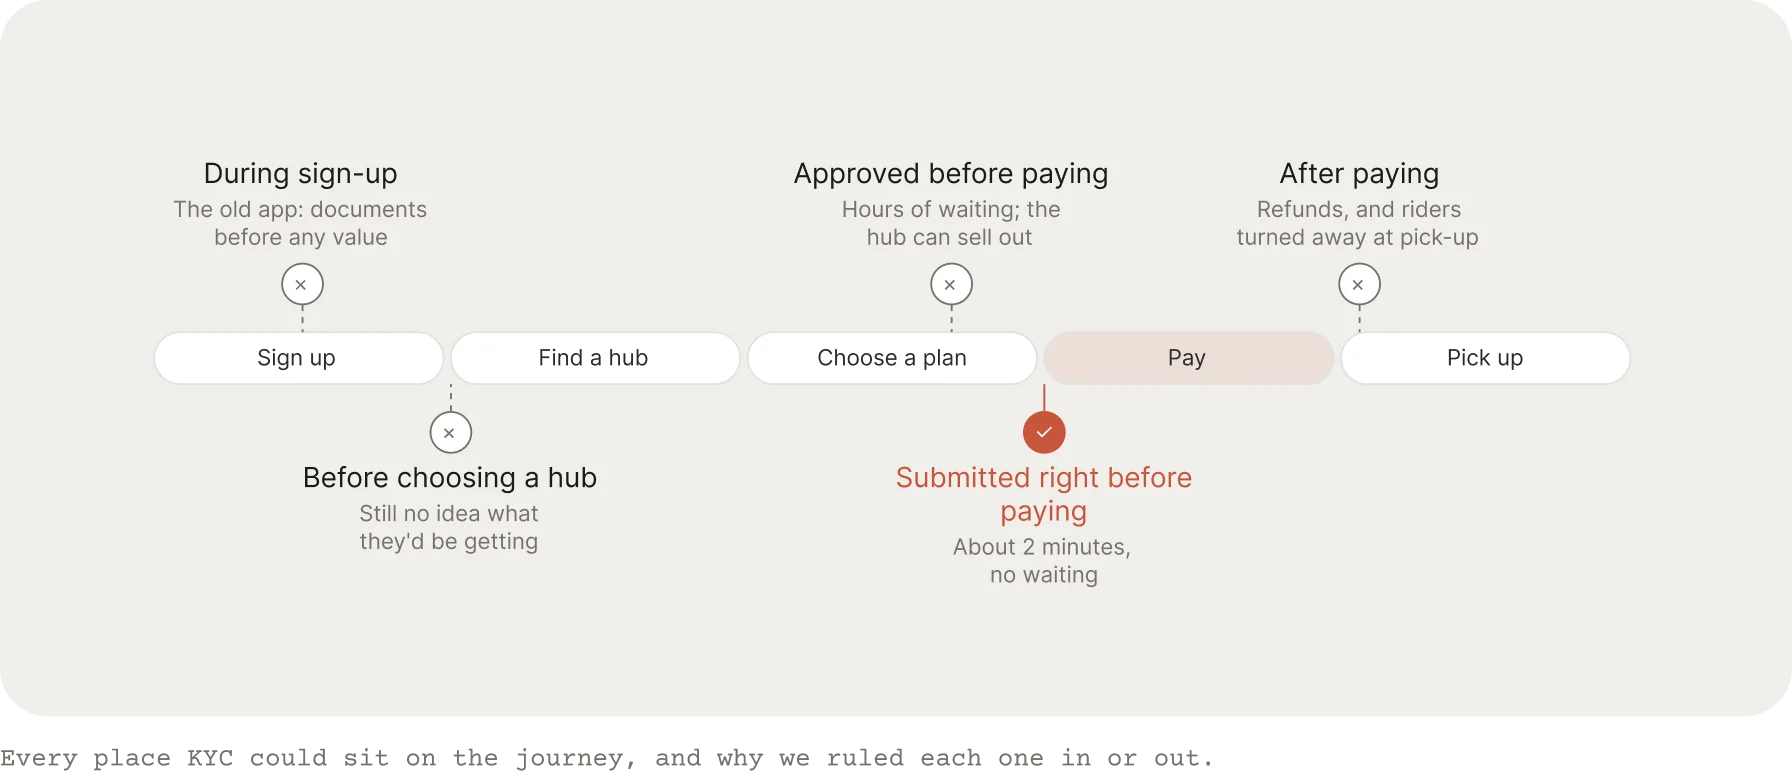 During sign-up
The old app: documents
before any value
Approved before paying
Hours of waiting; the
hub can sell out
After paying
Refunds, and riders
turned away at pick-up
Sign up
Find a hub
Choose a plan
Pay
Pick up
Before choosing a hub
Still no idea what
they'd be getting
Submitted right before
paying
About 2 minutes,
no waiting
Every place KYC could sit on the journey, and why we ruled each one in or out.